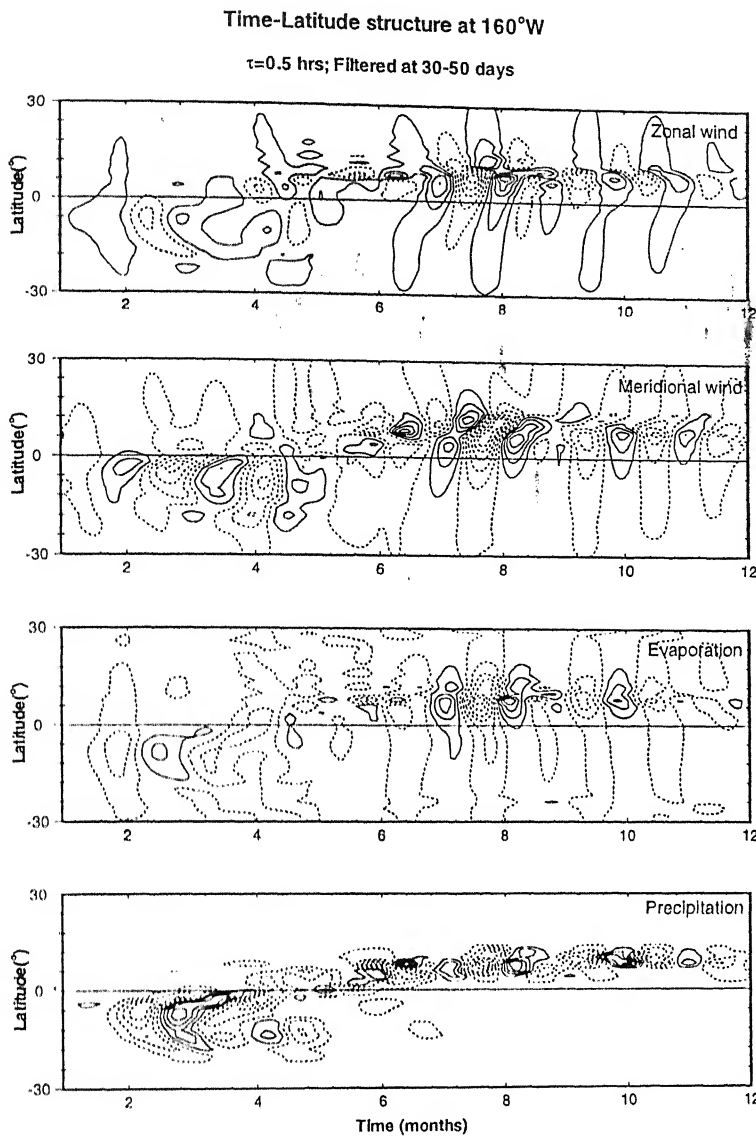 Time-Latitude structure at 160°W
τ=0.5 hrs; Filtered at 30-50 days
30
Zonal wind
Latitude(°)
0
-30
2 4 6 8 10 12
30
Meridional wind
Latitude(°)
0
-30
2 4 6 8 10 12
30
Evaporation
Latitude(°)
0
-30
2 4 6 8 10 12
30
Precipitation
Latitude(°)
0
-30
2 4 6 8 10 12
Time (months)